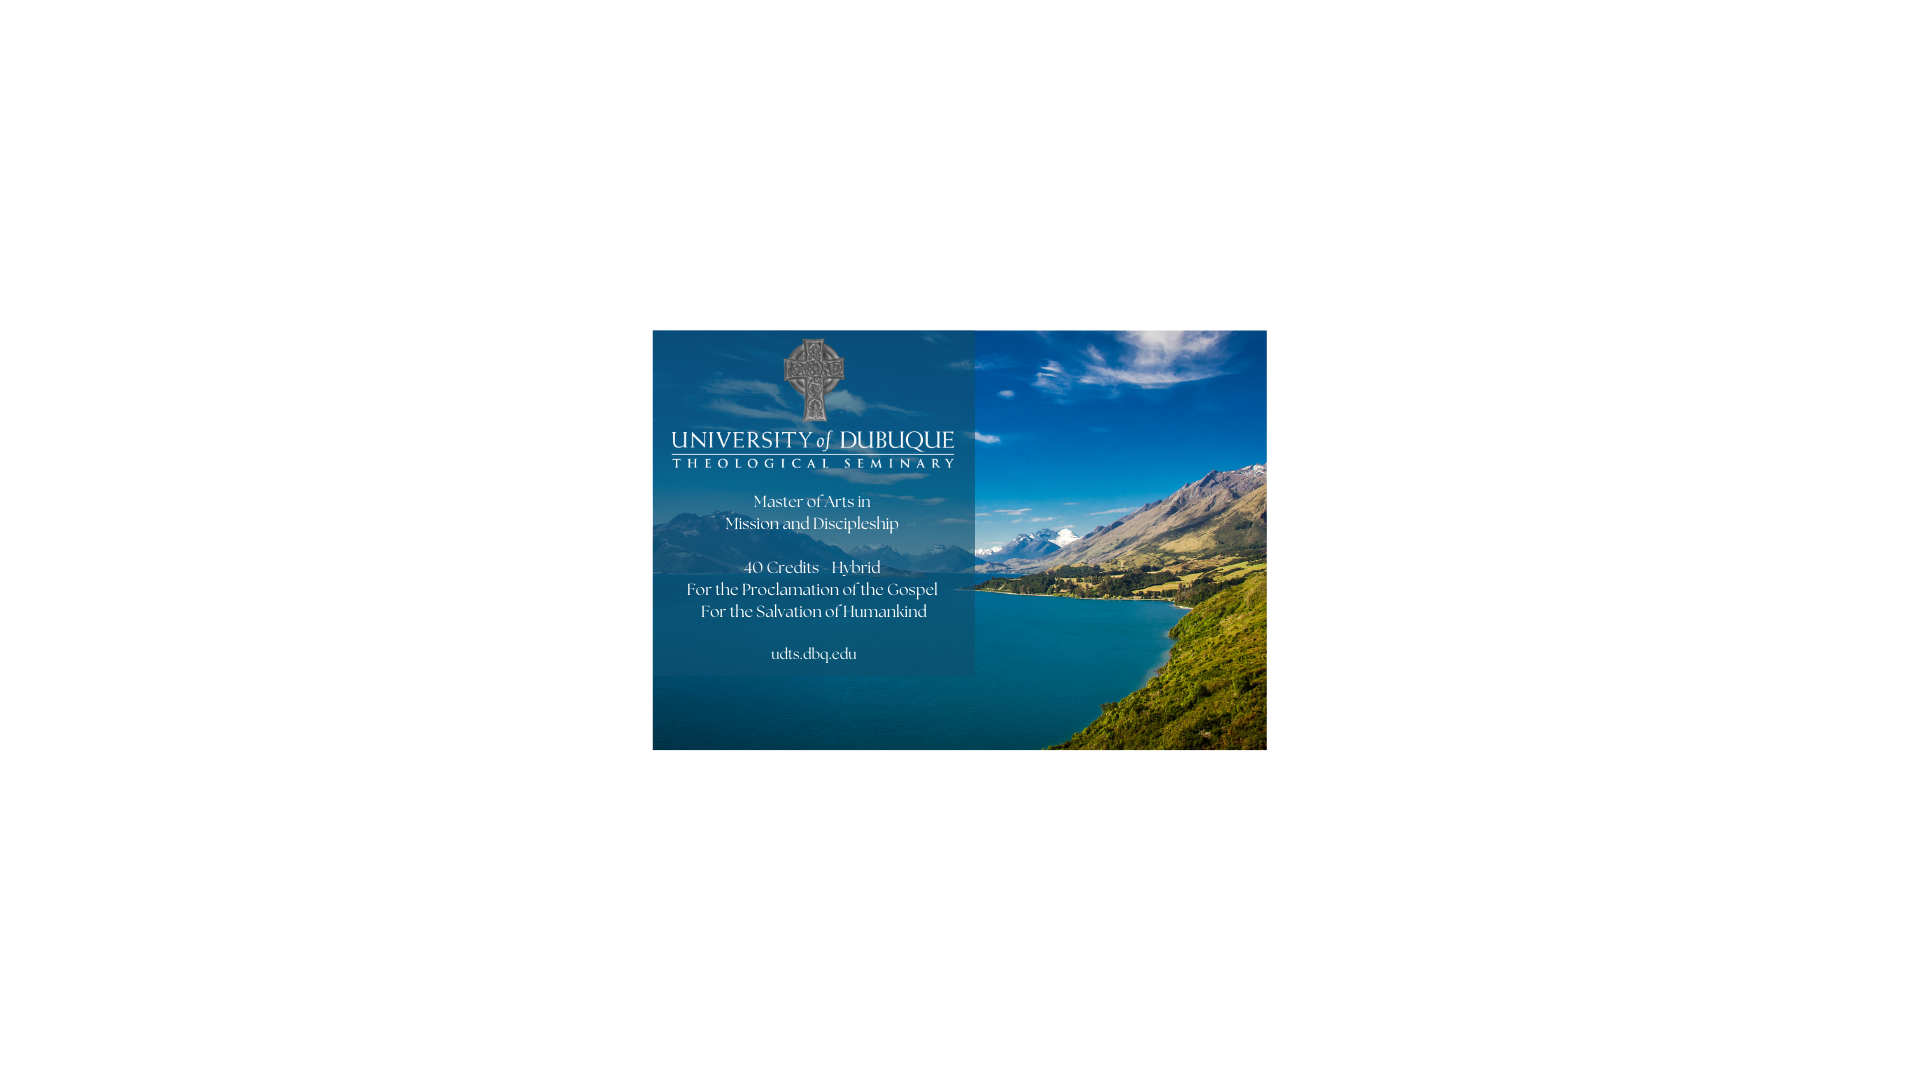 UNIVERSITY of DUBUQUE
THEOLOGICAL SEMINARY
Master of Arts in
Mission and Discipleship
40 Credits - Hybrid
For the Proclamation of the Gospel
For the Salvation of Humankind
udts.dbq.edu